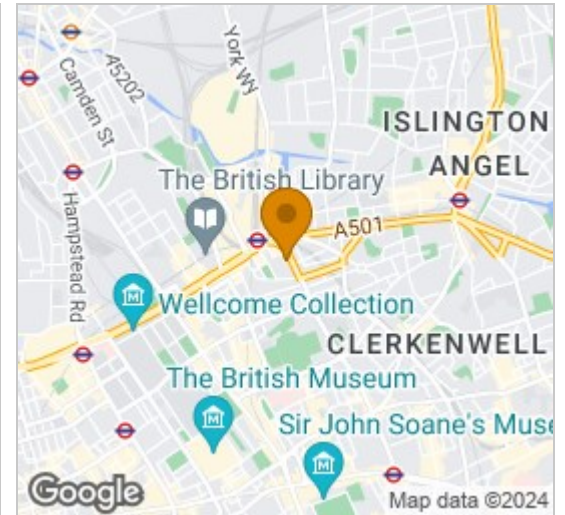 York Wy
45202
Camden St
ISLINGTON
ANGEL
The British Library
A501
Hampstead Rd
Wellcome Collection
CLERKENWELL
The British Museum
Sir John Soane's Muse
Google
Map data ©2024